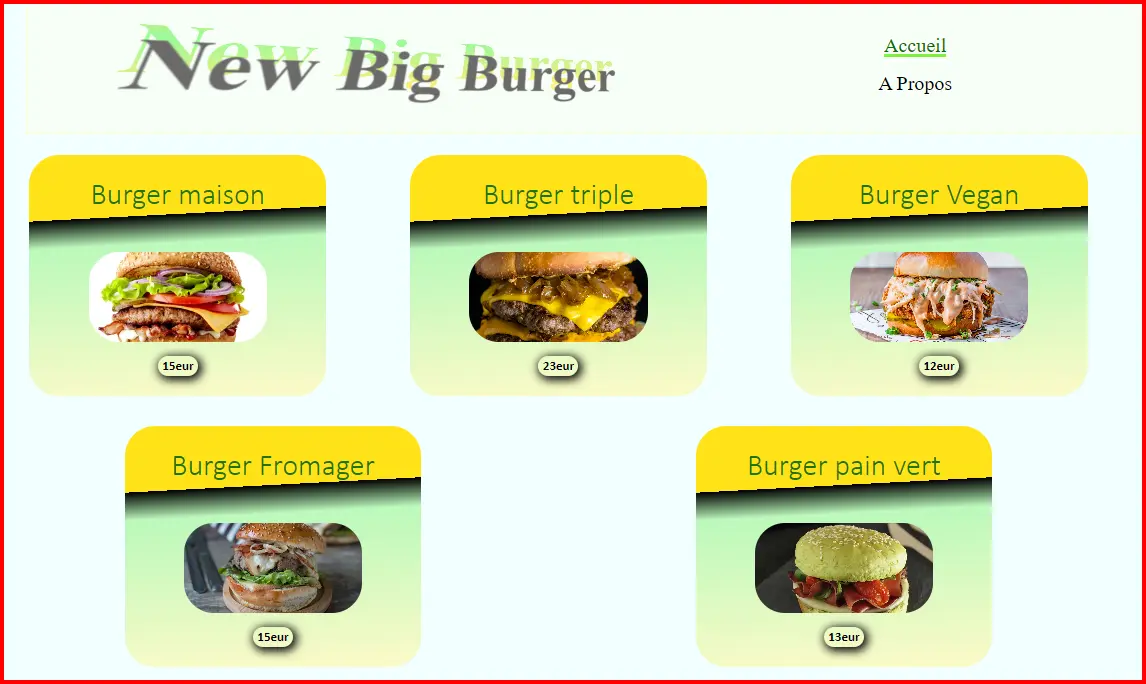 New Big Burger
Accueil
A Propos
Burger maison
Burger triple
Burger Vegan
15eur
23eur
12eur
Burger Fromager
Burger pain vert
15eur
13eur